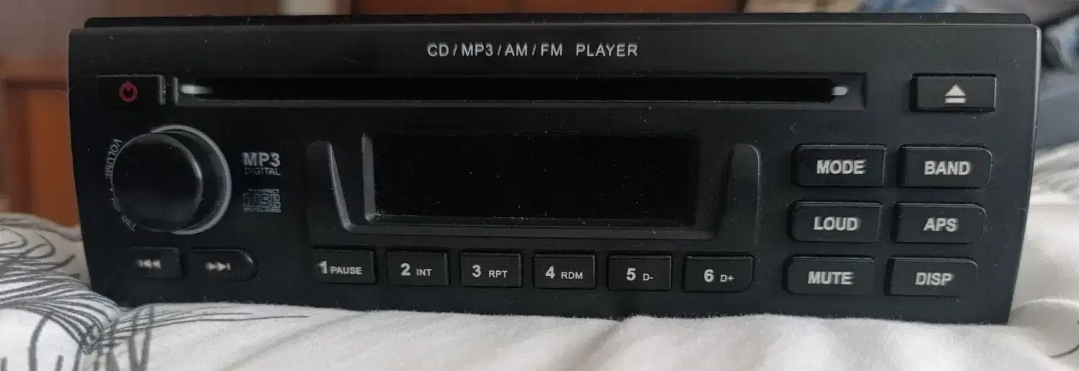 CD / MP3 / AM / FM PLAYER
VOLUME
MP3
DIGITAL
MODE
BAND
LOUD
APS
1 PAUSE
2 INT
3 RPT
4 RDM
5 D-
6 D+
MUTE
DISP